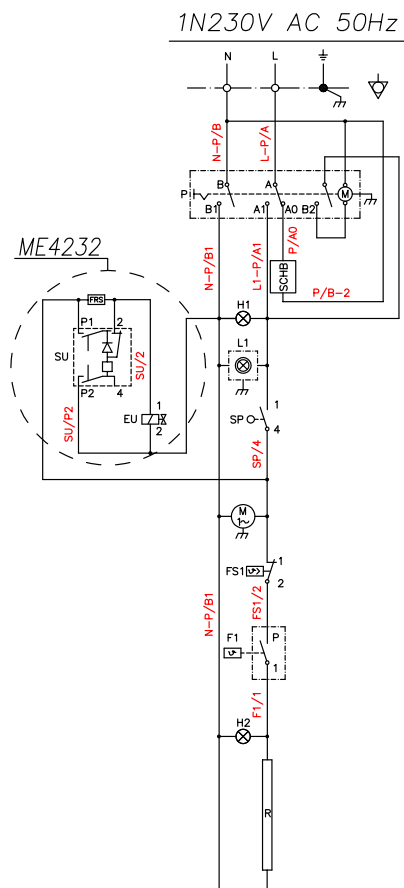 1N230V AC 50Hz
N L
N-P/B
L-P/A
P B A M
B1 A1 A0 B2
ME4232
N-P/B1
L1-P/A1
P/A0
SCHB
P/B-2
FRS
H1
P1 2
SU
SU/2
L1
P2 4
SU/P2
EU 1
2
SP 1
4
SP/4
M
1~
FS1 1
2
N-P/B1
FS1/2
F1 P
1
F1/1
H2
R